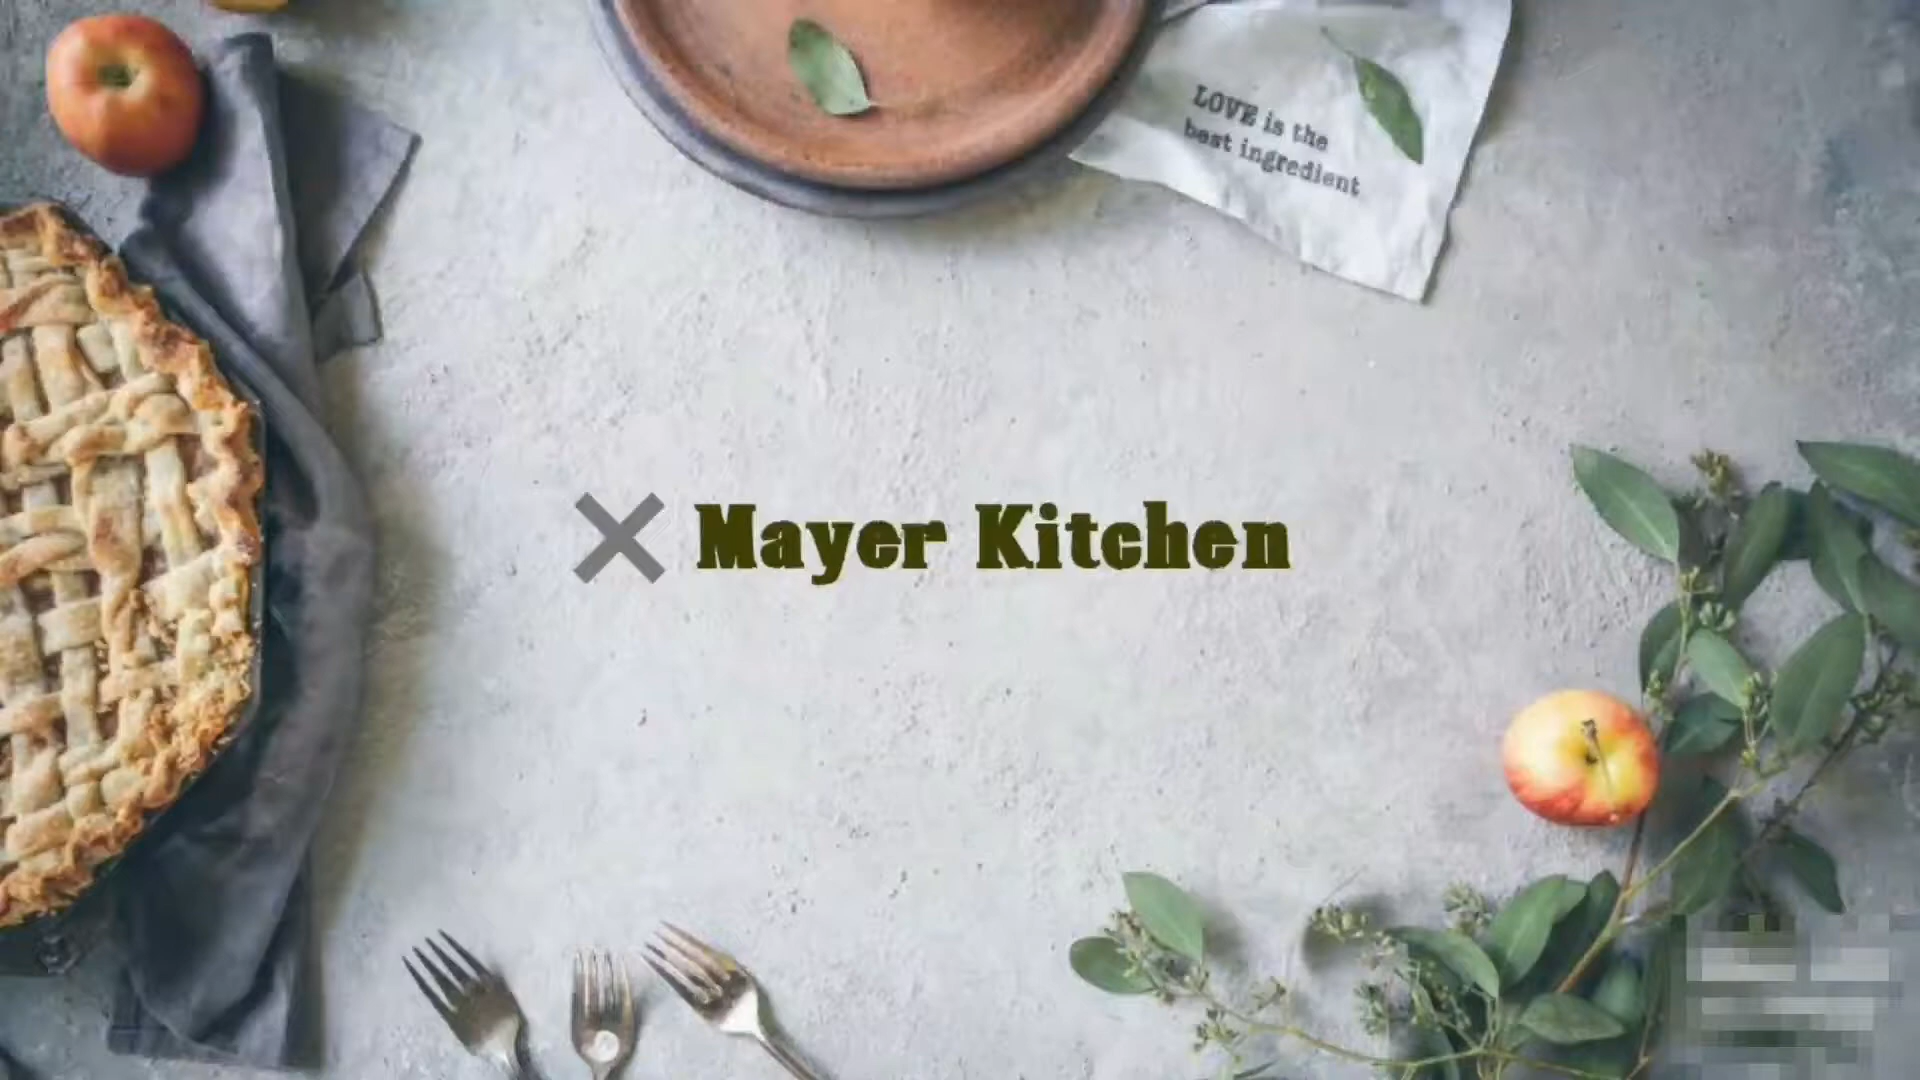 LOVE is the
best ingredient
Mayer Kitchen